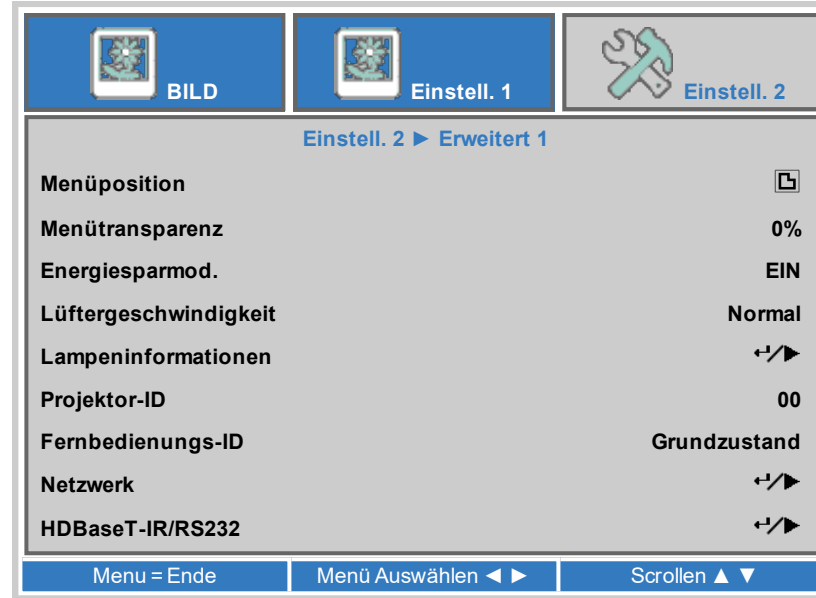 BILD Einstell. 1 Einstell. 2
Einstell. 2 ► Erweitert 1
Menüposition
Menütransparenz 0%
Energiesparmod. EIN
Lüftergeschwindigkeit Normal
Lampeninformationen ↵/►
Projektor-ID 00
Fernbedienungs-ID Grundzustand
Netzwerk ↵/►
HDBaseT-IR/RS232 ↵/►
Menu = Ende Menü Auswählen ◄ ► Scrollen ▲ ▼